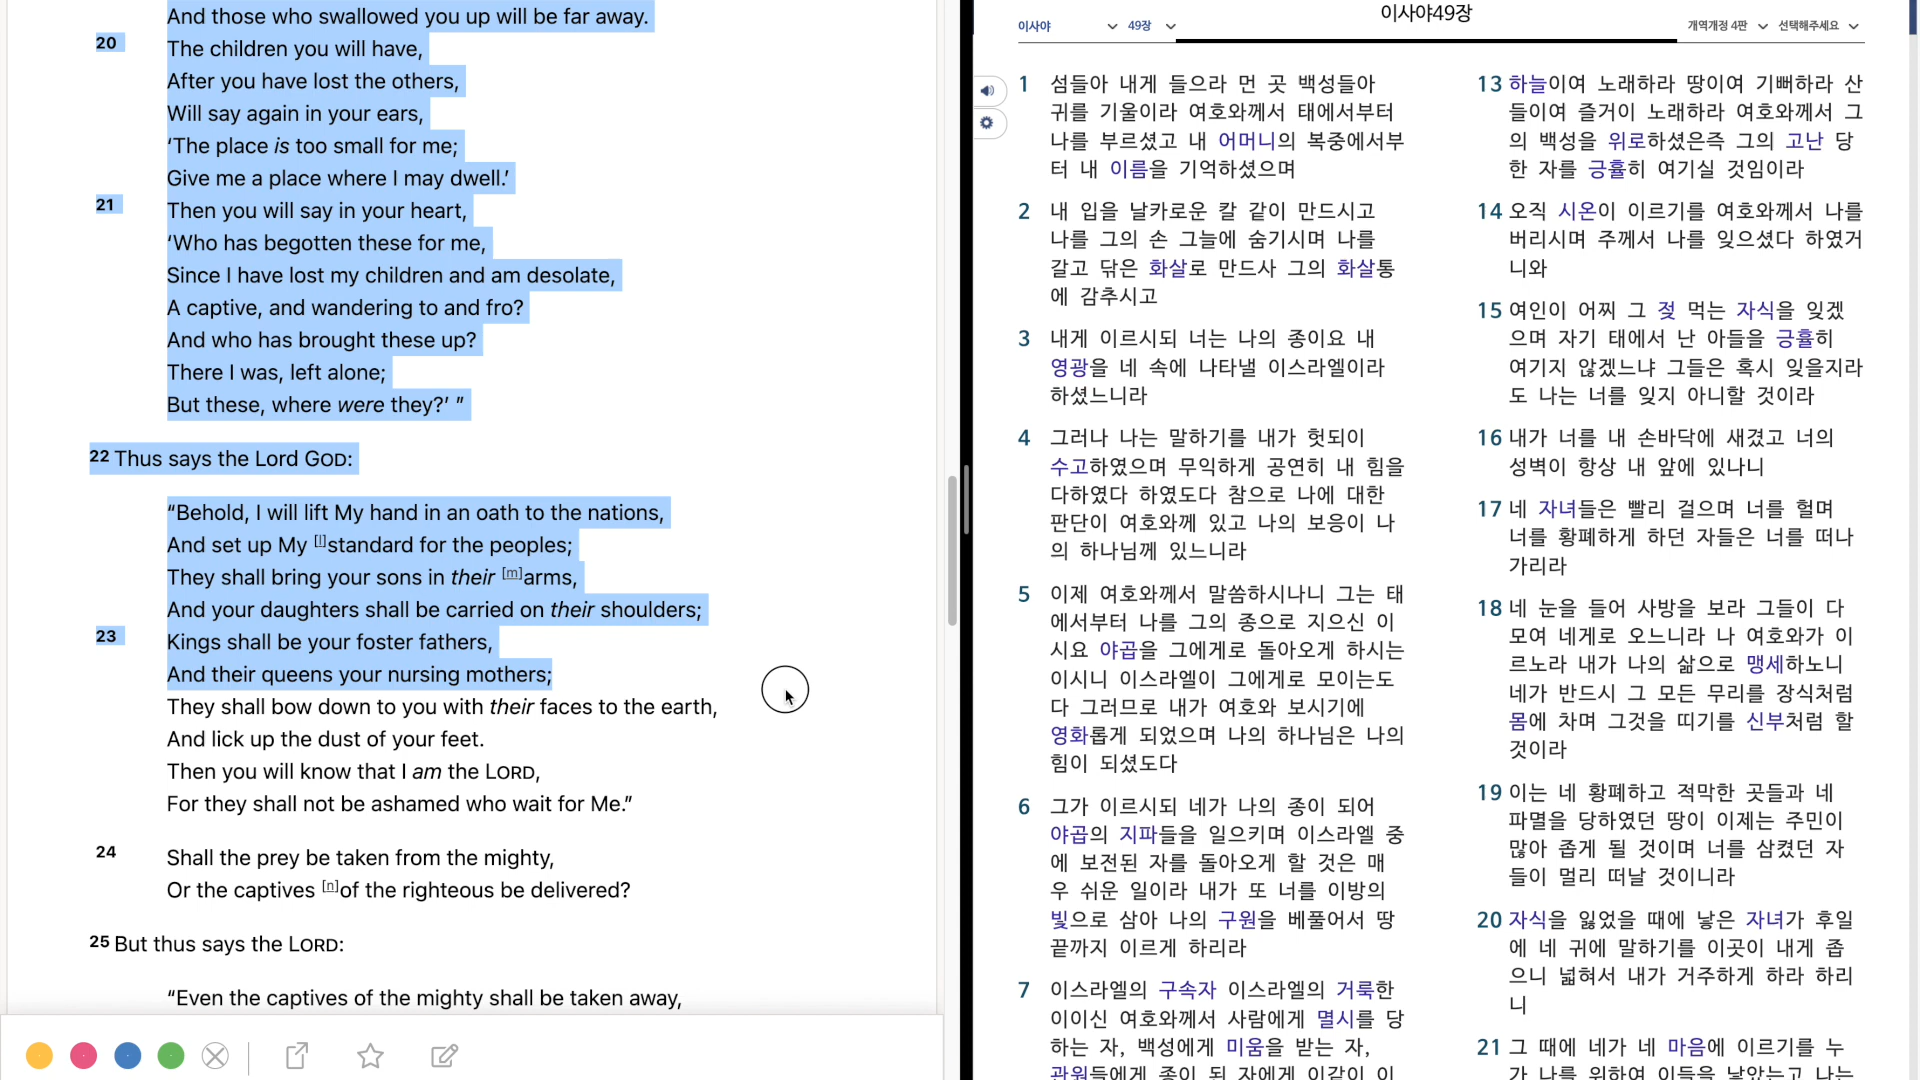 And those who swallowed you up will be far away.
20 The children you will have,
After you have lost the others,
Will say again in your ears,
‘The place is too small for me;
Give me a place where I may dwell.’
21 Then you will say in your heart,
‘Who has begotten these for me,
Since I have lost my children and am desolate,
A captive, and wandering to and fro?
And who has brought these up?
There I was, left alone;
But these, where were they?’ ”
22 Thus says the Lord GOD:
“Behold, I will lift My hand in an oath to the nations,
And set up My [l]standard for the peoples;
They shall bring your sons in their [m]arms,
And your daughters shall be carried on their shoulders;
23 Kings shall be your foster fathers,
And their queens your nursing mothers;
They shall bow down to you with their faces to the earth,
And lick up the dust of your feet.
Then you will know that I am the LORD,
For they shall not be ashamed who wait for Me.”
24 Shall the prey be taken from the mighty,
Or the captives [n]of the righteous be delivered?
25 But thus says the LORD:
“Even the captives of the mighty shall be taken away,
이사야49장
이사야 49장 개역개정 4판 선택해주세요
1 섬들아 내게 들으라 먼 곳 백성들아
귀를 기울이라 여호와께서 태에서부터
나를 부르셨고 내 어머니의 복중에서부
터 내 이름을 기억하셨으며
2 내 입을 날카로운 칼 같이 만드시고
나를 그의 손 그늘에 숨기시며 나를
갈고 닦은 화살로 만드사 그의 화살통
에 감추시고
3 내게 이르시되 너는 나의 종이요 내
영광을 네 속에 나타낼 이스라엘이라
하셨느니라
4 그러나 나는 말하기를 내가 헛되이
수고하였으며 무익하게 공연히 내 힘을
다하였다 하였도다 참으로 나에 대한
판단이 여호와께 있고 나의 보응이 나
의 하나님께 있느니라
5 이제 여호와께서 말씀하시나니 그는 태
에서부터 나를 그의 종으로 지으신 이
시요 야곱을 그에게로 돌아오게 하시는
이시니 이스라엘이 그에게로 모이는도
다 그러므로 내가 여호와 보시기에
영화롭게 되었으며 나의 하나님은 나의
힘이 되셨도다
6 그가 이르시되 네가 나의 종이 되어
야곱의 지파들을 일으키며 이스라엘 중
에 보전된 자를 돌아오게 할 것은 매
우 쉬운 일이라 내가 또 너를 이방의
빛으로 삼아 나의 구원을 베풀어서 땅
끝까지 이르게 하리라
7 이스라엘의 구속자 이스라엘의 거룩한
이이신 여호와께서 사람에게 멸시를 당
하는 자, 백성에게 미움을 받는 자,
관원들에게 종이 된 자에게 이같이 이
13 하늘이여 노래하라 땅이여 기뻐하라 산
들이여 즐거이 노래하라 여호와께서 그
의 백성을 위로하셨은즉 그의 고난 당
한 자를 긍휼히 여기실 것임이라
14 오직 시온이 이르기를 여호와께서 나를
버리시며 주께서 나를 잊으셨다 하였거
니와
15 여인이 어찌 그 젖 먹는 자식을 잊겠
으며 자기 태에서 난 아들을 긍휼히
여기지 않겠느냐 그들은 혹시 잊을지라
도 나는 너를 잊지 아니할 것이라
16 내가 너를 내 손바닥에 새겼고 너의
성벽이 항상 내 앞에 있나니
17 네 자녀들은 빨리 걸으며 너를 헐며
너를 황폐하게 하던 자들은 너를 떠나
가리라
18 네 눈을 들어 사방을 보라 그들이 다
모여 네게로 오느니라 나 여호와가 이
르노라 내가 나의 삶으로 맹세하노니
네가 반드시 그 모든 무리를 장식처럼
몸에 차며 그것을 띠기를 신부처럼 할
것이라
19 이는 네 황폐하고 적막한 곳들과 네
파멸을 당하였던 땅이 이제는 주민이
많아 좁게 될 것이며 너를 삼켰던 자
들이 멀리 떠날 것이니라
20 자식을 잃었을 때에 낳은 자녀가 후일
에 네 귀에 말하기를 이곳이 내게 좁
으니 넓혀서 내가 거주하게 하라 하리
니
21 그 때에 네가 네 마음에 이르기를 누
가 나를 위하여 이들을 낳았는고 나는